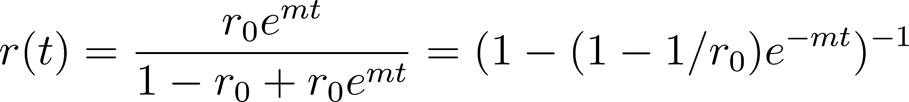 r(t) = \frac{r_0 e^{mt}}{1 - r_0 + r_0 e^{mt}} = (1 - (1 - 1/r_0)e^{-mt})^{-1}